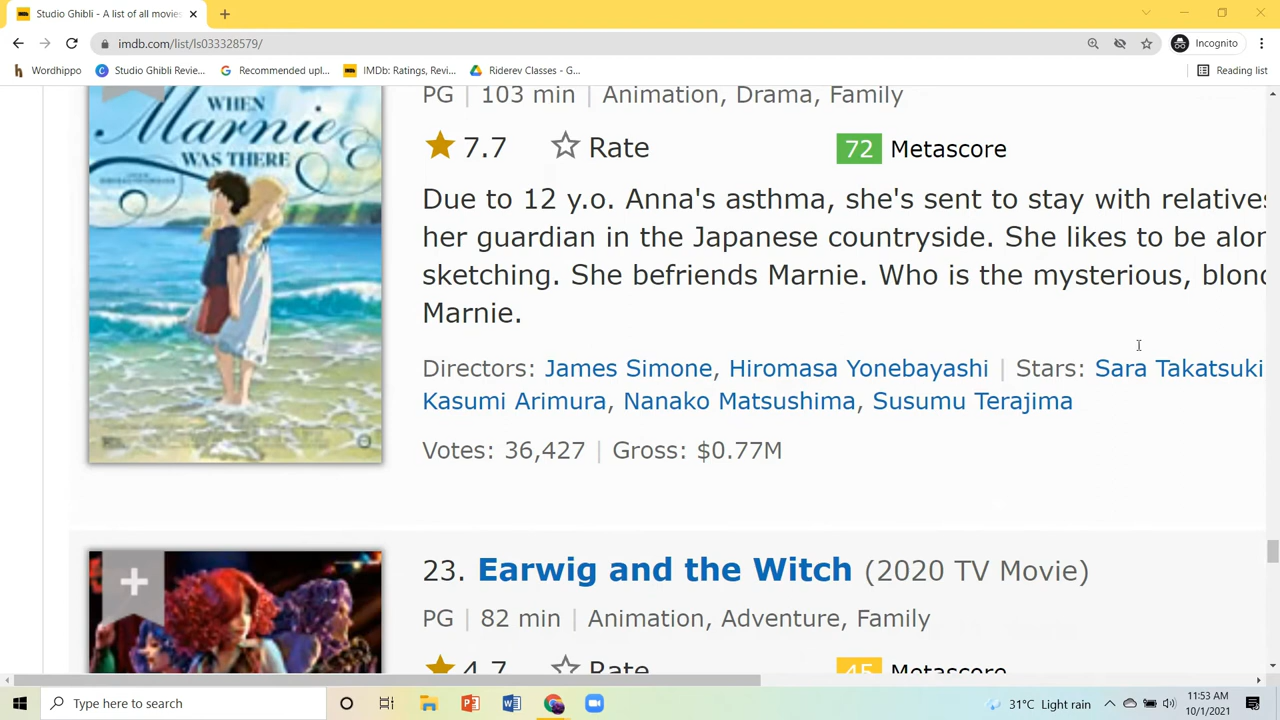 Studio Ghibli - A list of all movies
imdb.com/list/ls033328579/
Incognito
Wordhippo
Studio Ghibli Revie...
Recommended upl...
IMDb: Ratings, Revi...
Riderev Classes - G...
Reading list
WHEN
Marnie
WAS THERE
PG | 103 min | Animation, Drama, Family
7.7 Rate 72 Metascore
Due to 12 y.o. Anna's asthma, she's sent to stay with relatives
her guardian in the Japanese countryside. She likes to be alon
sketching. She befriends Marnie. Who is the mysterious, blond
Marnie.
Directors: James Simone, Hiromasa Yonebayashi | Stars: Sara Takatsuki
Kasumi Arimura, Nanako Matsushima, Susumu Terajima
Votes: 36,427 | Gross: $0.77M
23. Earwig and the Witch (2020 TV Movie)
PG | 82 min | Animation, Adventure, Family
4.7 Rate 45 Metascore
Type here to search
31°C Light rain
11:53 AM
10/1/2021